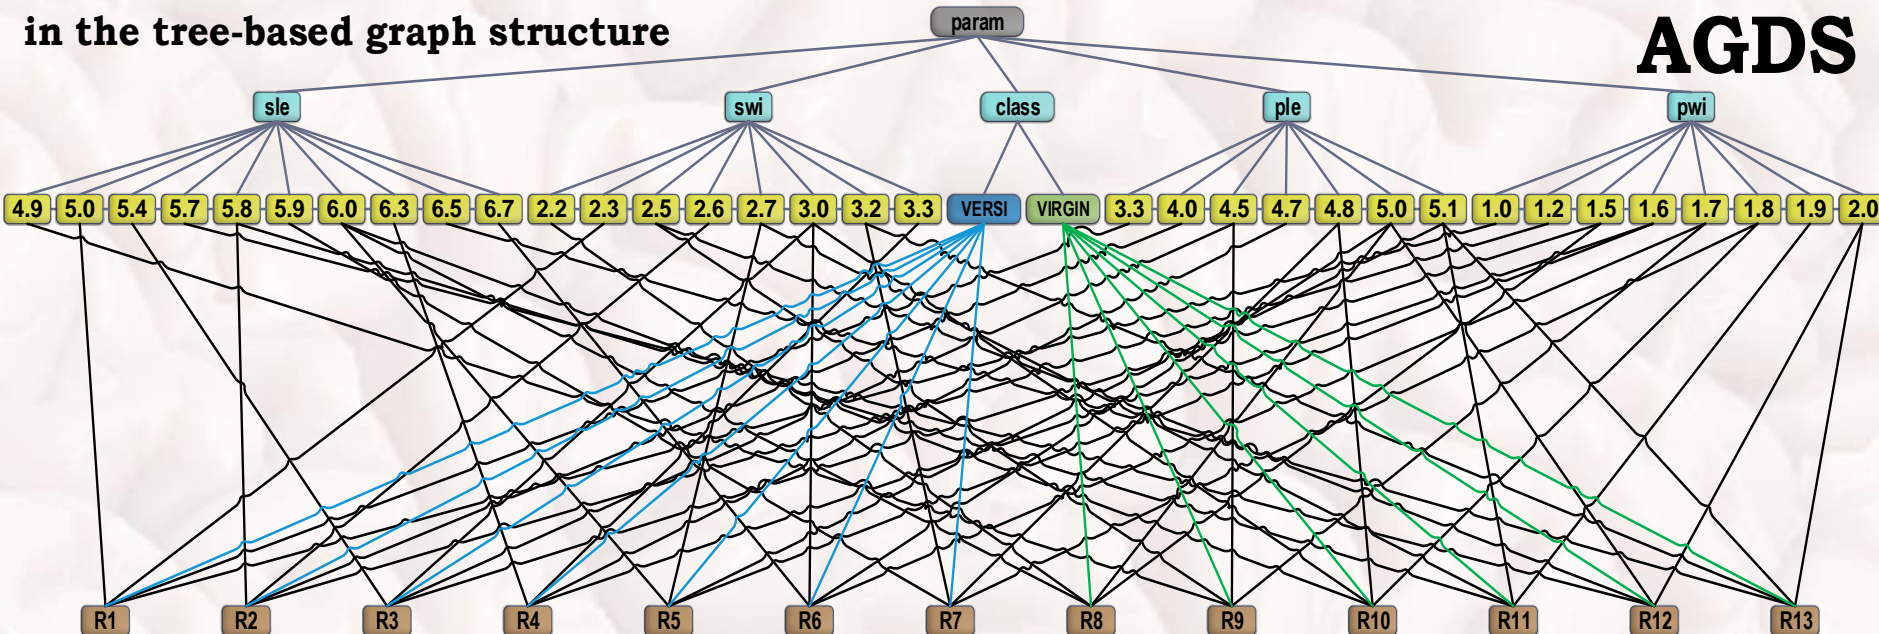 in the tree-based graph structure
AGDS
param
sle swi class ple pwi
4.9 5.0 5.4 5.7 5.8 5.9 6.0 6.3 6.5 6.7 2.2 2.3 2.5 2.6 2.7 3.0 3.2 3.3 VERSI VIRGIN 3.3 4.0 4.5 4.7 4.8 5.0 5.1 1.0 1.2 1.5 1.6 1.7 1.8 1.9 2.0
R1 R2 R3 R4 R5 R6 R7 R8 R9 R10 R11 R12 R13